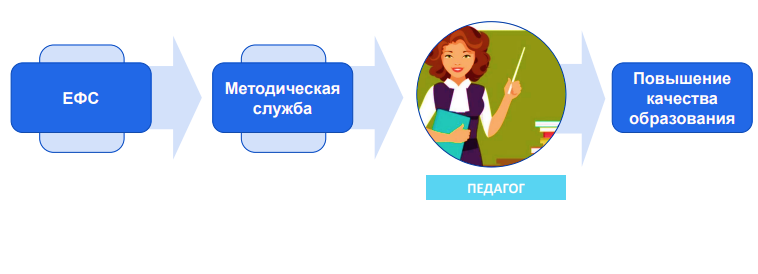 ЕФС
Методическая
служба
ПЕДАГОГ
Повышение
качества
образования